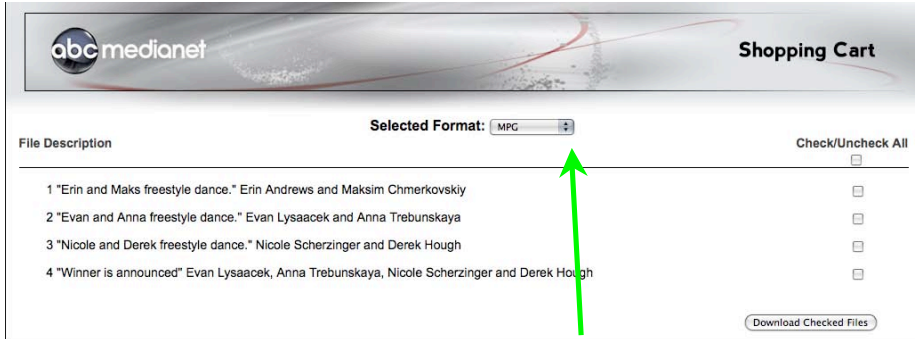 abc medianet
Shopping Cart
Selected Format: MPG
File Description
Check/Uncheck All
1 "Erin and Maks freestyle dance." Erin Andrews and Maksim Chmerkovskiy
2 "Evan and Anna freestyle dance." Evan Lysaacek and Anna Trebunskaya
3 "Nicole and Derek freestyle dance." Nicole Scherzinger and Derek Hough
4 "Winner is announced" Evan Lysaacek, Anna Trebunskaya, Nicole Scherzinger and Derek Hough
Download Checked Files